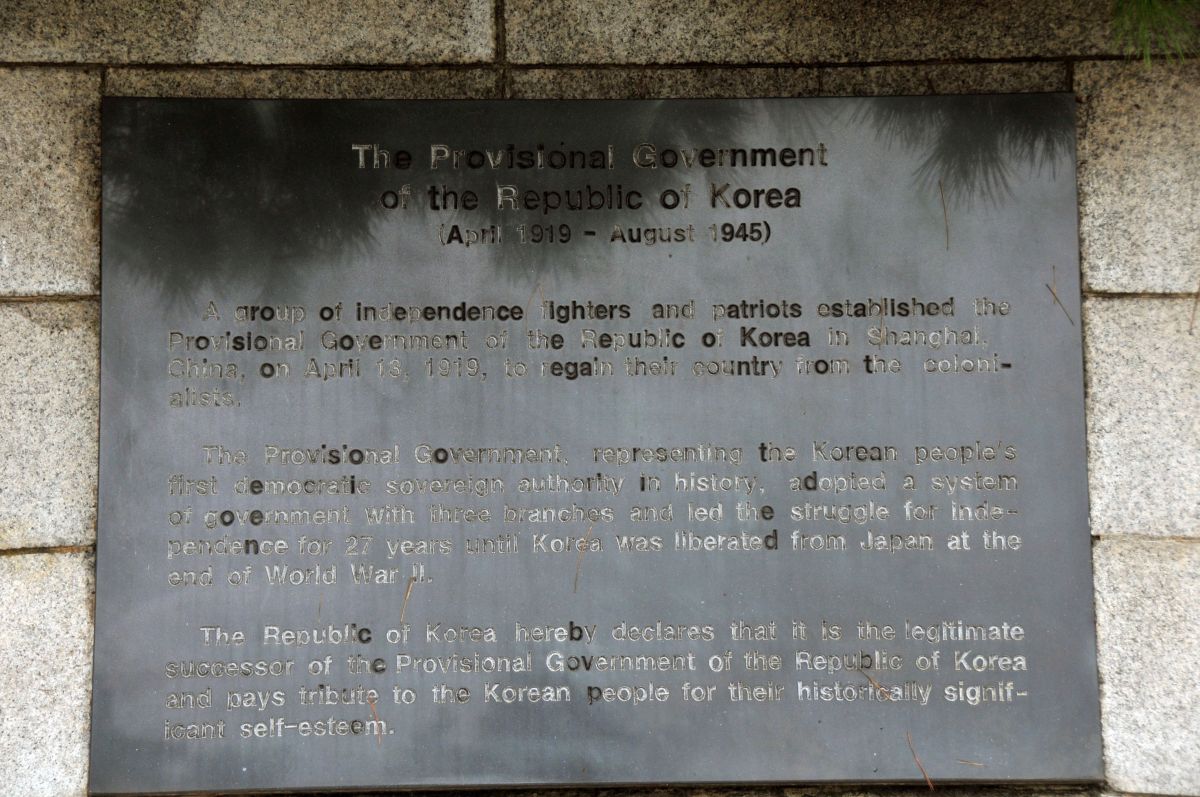 The Provisional Government
of the Republic of Korea
(April 1919 - August 1945)
A group of independence fighters and patriots established the
Provisional Government of the Republic of Korea in Shanghai,
China, on April 13, 1919, to regain their country from the coloni-
alists.
The Provisional Government, representing the Korean people's
first democratic sovereign authority in history, adopted a system
of government with three branches and led the struggle for inde-
pendence for 27 years until Korea was liberated from Japan at the
end of World War II.
The Republic of Korea hereby declares that it is the legitimate
successor of the Provisional Government of the Republic of Korea
and pays tribute to the Korean people for their historically signif-
icant self-esteem.